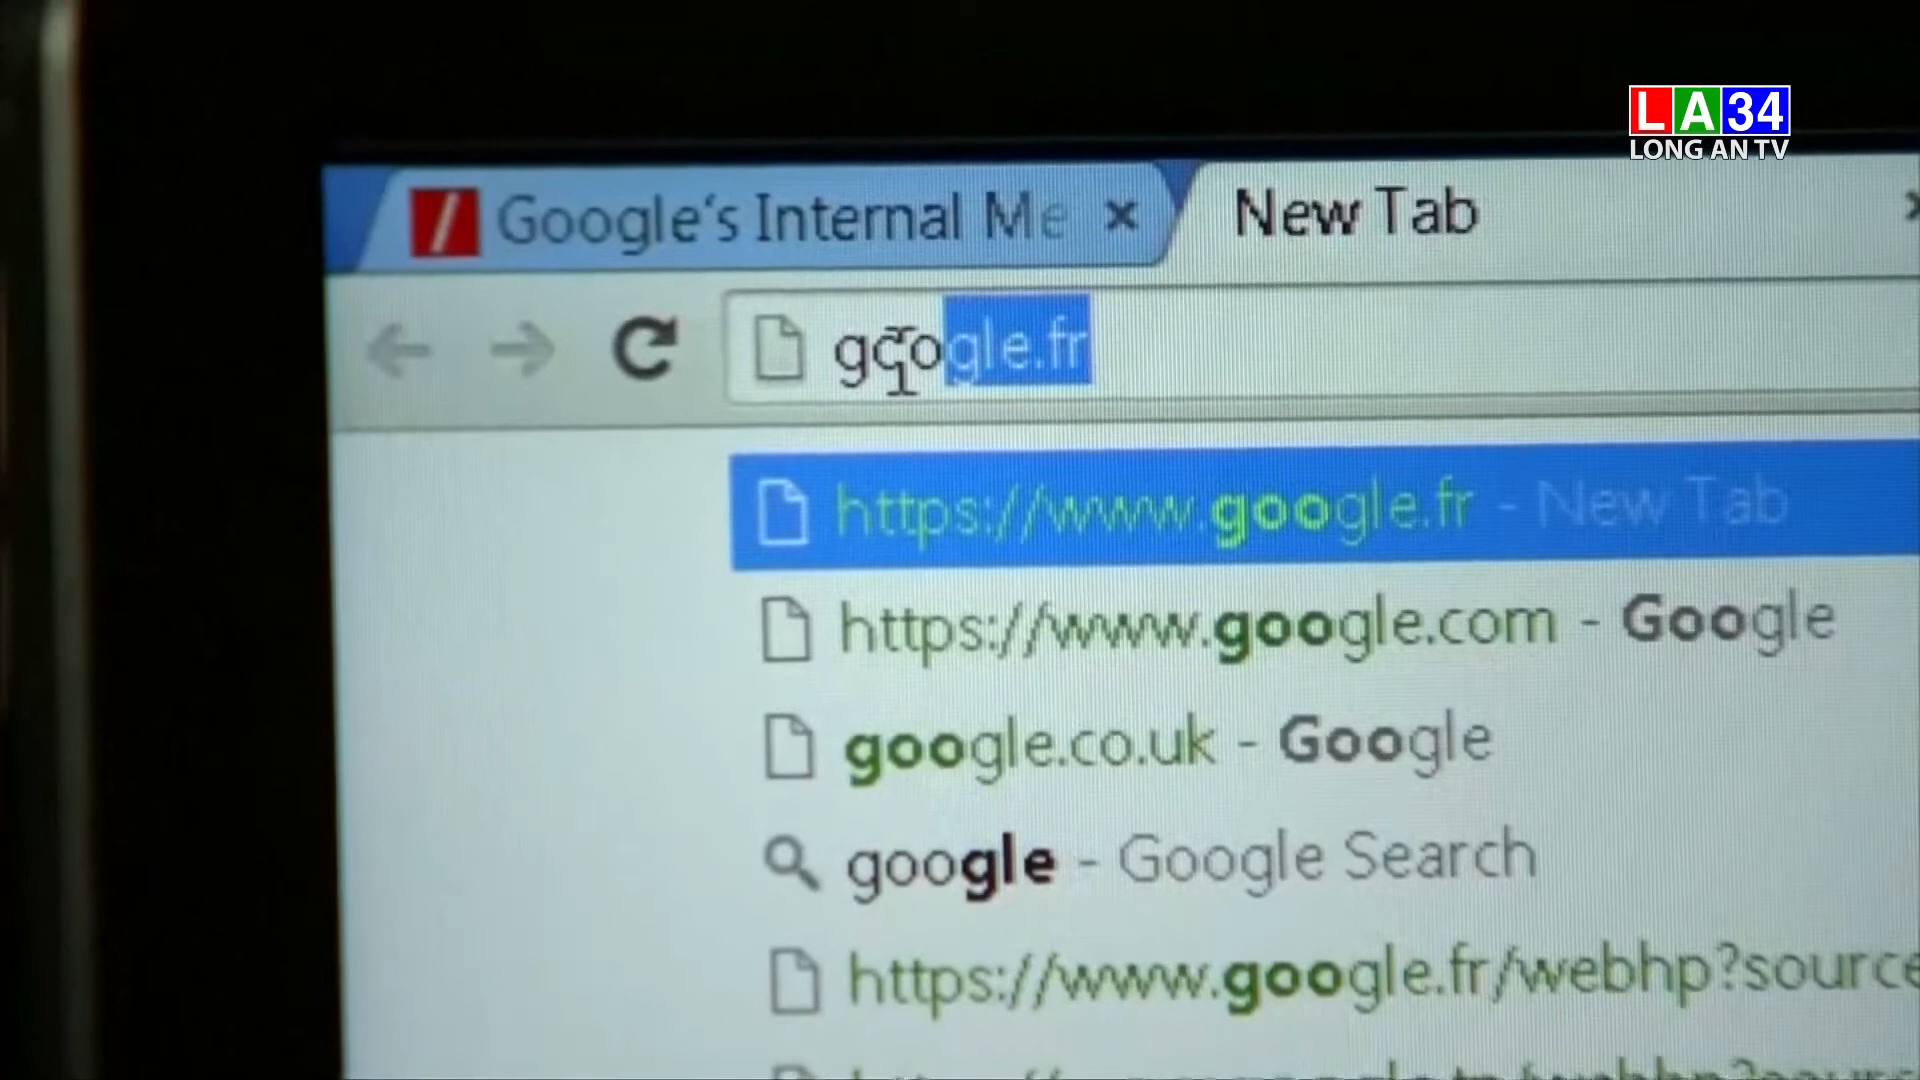 LA34
LONG AN TV
Google's Internal Me
New Tab
google.fr
https://www.google.fr - New Tab
https://www.google.com - Google
google.co.uk - Google
google - Google Search
https://www.google.fr/webhp?source